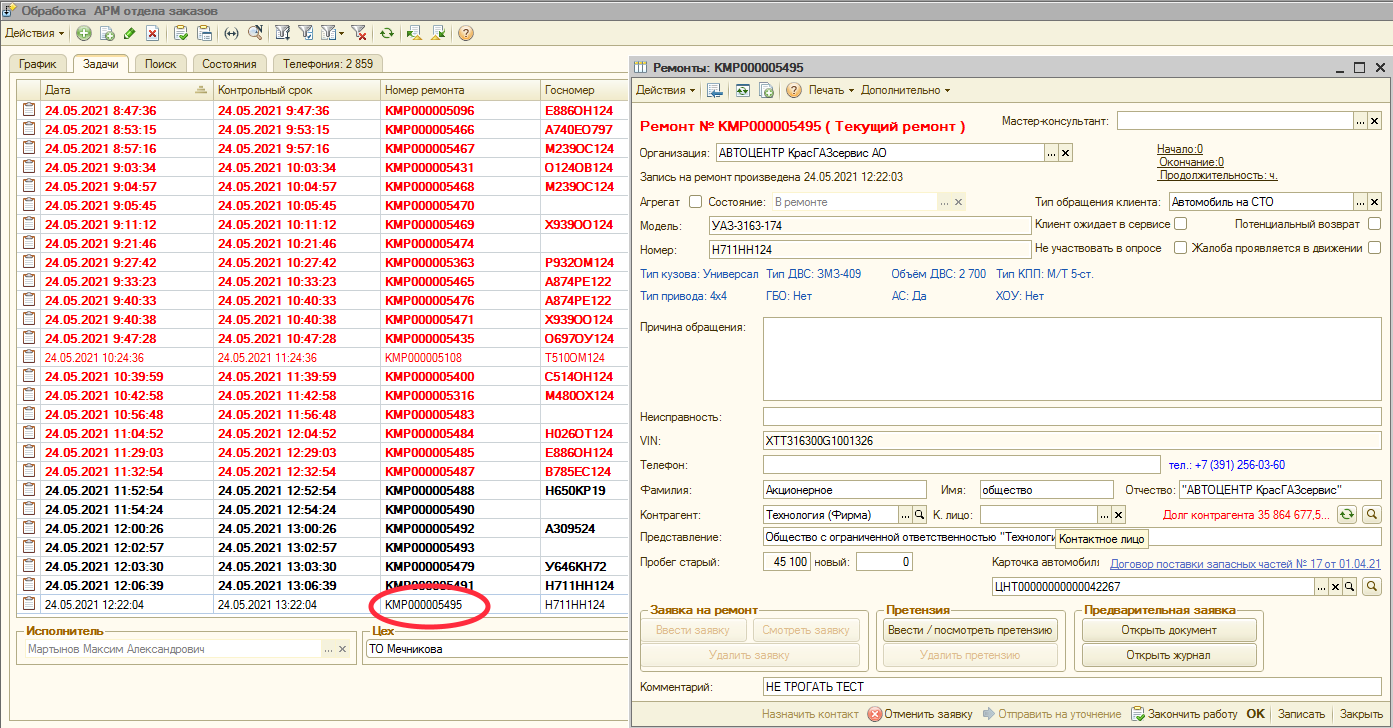 Обработка АРМ отдела заказов
Действия
График Задачи Поиск Состояния Телефония: 2 859
Дата Контрольный срок Номер ремонта Госномер
24.05.2021 8:47:36 24.05.2021 9:47:36 КМР000005096 Е886ОН124
24.05.2021 8:53:15 24.05.2021 9:53:15 КМР000005466 А740ЕО797
24.05.2021 8:57:16 24.05.2021 9:57:16 КМР000005467 М239ОС124
24.05.2021 9:03:34 24.05.2021 10:03:34 КМР000005431 О124ОВ124
24.05.2021 9:04:57 24.05.2021 10:04:57 КМР000005468 М239ОС124
24.05.2021 9:05:45 24.05.2021 10:05:45 КМР000005470
24.05.2021 9:11:12 24.05.2021 10:11:12 КМР000005469 Х939ОО124
24.05.2021 9:21:46 24.05.2021 10:21:46 КМР000005474
24.05.2021 9:27:42 24.05.2021 10:27:42 КМР000005363 Р932ОМ124
24.05.2021 9:33:23 24.05.2021 10:33:23 КМР000005465 А874РЕ122
24.05.2021 9:40:33 24.05.2021 10:40:33 КМР000005476 А874РЕ122
24.05.2021 9:40:38 24.05.2021 10:40:38 КМР000005471 Х939ОО124
24.05.2021 9:47:28 24.05.2021 10:47:28 КМР000005435 О697ОУ124
24.05.2021 10:24:36 24.05.2021 11:24:36 КМР000005108 Т510ОМ124
24.05.2021 10:39:59 24.05.2021 11:39:59 КМР000005400 С514ОН124
24.05.2021 10:42:58 24.05.2021 11:42:58 КМР000005316 М480ОХ124
24.05.2021 10:56:48 24.05.2021 11:56:48 КМР000005483
24.05.2021 11:04:52 24.05.2021 12:04:52 КМР000005484 Н026ОТ124
24.05.2021 11:29:03 24.05.2021 12:29:03 КМР000005485 Е886ОН124
24.05.2021 11:32:54 24.05.2021 12:32:54 КМР000005487 В785ЕС124
24.05.2021 11:52:54 24.05.2021 12:52:54 КМР000005488 Н650КР19
24.05.2021 11:54:24 24.05.2021 12:54:24 КМР000005490
24.05.2021 12:00:26 24.05.2021 13:00:26 КМР000005492 А309524
24.05.2021 12:02:57 24.05.2021 13:02:57 КМР000005493
24.05.2021 12:03:30 24.05.2021 13:03:30 КМР000005479 У646КН72
24.05.2021 12:06:39 24.05.2021 13:06:39 КМР000005491 Н711НН124
24.05.2021 12:22:04 24.05.2021 13:22:04 КМР000005495 Н711НН124
Исполнитель Цех
Мартынов Максим Александрович ... ТО Мечникова
Ремонты: КМР000005495
Действия Печать Дополнительно
Ремонт № КМР000005495 ( Текущий ремонт ) Мастер-консультант: ...
Организация: АВТОЦЕНТР КрасГАЗсервис АО ... Начало:0
Окончание:0
Запись на ремонт произведена 24.05.2021 12:22:03 Продолжительность: ч.
Агрегат Состояние: В ремонте ... Тип обращения клиента: Автомобиль на СТО ...
Модель: УАЗ-3163-174 Клиент ожидает в сервисе Потенциальный возврат
Номер: Н711НН124 Не участвовать в опросе Жалоба проявляется в движении
Тип кузова: Универсал Тип ДВС: ЗМЗ-409 Объём ДВС: 2 700 Тип КПП: М/Т 5-ст.
Тип привода: 4х4 ГБО: Нет АС: Да ХОУ: Нет
Причина обращения:
Неисправность:
VIN: XTT316300G1001326
Телефон: тел.: +7 (391) 256-03-60
Фамилия: Акционерное Имя: общество Отчество: "АВТОЦЕНТР КрасГАЗсервис"
Контрагент: Технология (Фирма) ... К. лицо: ... Долг контрагента 35 864 677,5...
Представление: Общество с ограниченной ответственностью "Технологи Контактное лицо
Пробег старый: 45 100 новый: 0 Карточка автомобиля Договор поставки запасных частей № 17 от 01.04.21
ЦНТ00000000000042267 ...
Заявка на ремонт Претензия Предварительная заявка
Ввести заявку Смотреть заявку Ввести / посмотреть претензию Открыть документ
Удалить заявку Удалить претензию Открыть журнал
Комментарий: НЕ ТРОГАТЬ ТЕСТ
Назначить контакт Отменить заявку Отправить на уточнение Закончить работу ОК Записать Закрыть